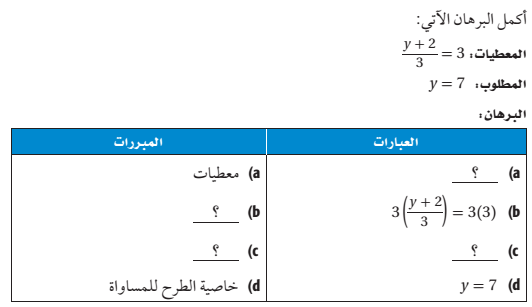 أكمل البرهان الآتي:
المعطيات: $\frac{y+2}{3} = 3$
المطلوب: $y = 7$
البرهان:
العبارات | المبررات
(a ؟ | (a معطيات
(b $3\left(\frac{y+2}{3}\right) = 3(3)$ | (b ؟
(c ؟ | (c ؟
(d $y = 7$ | (d خاصية الطرح للمساواة